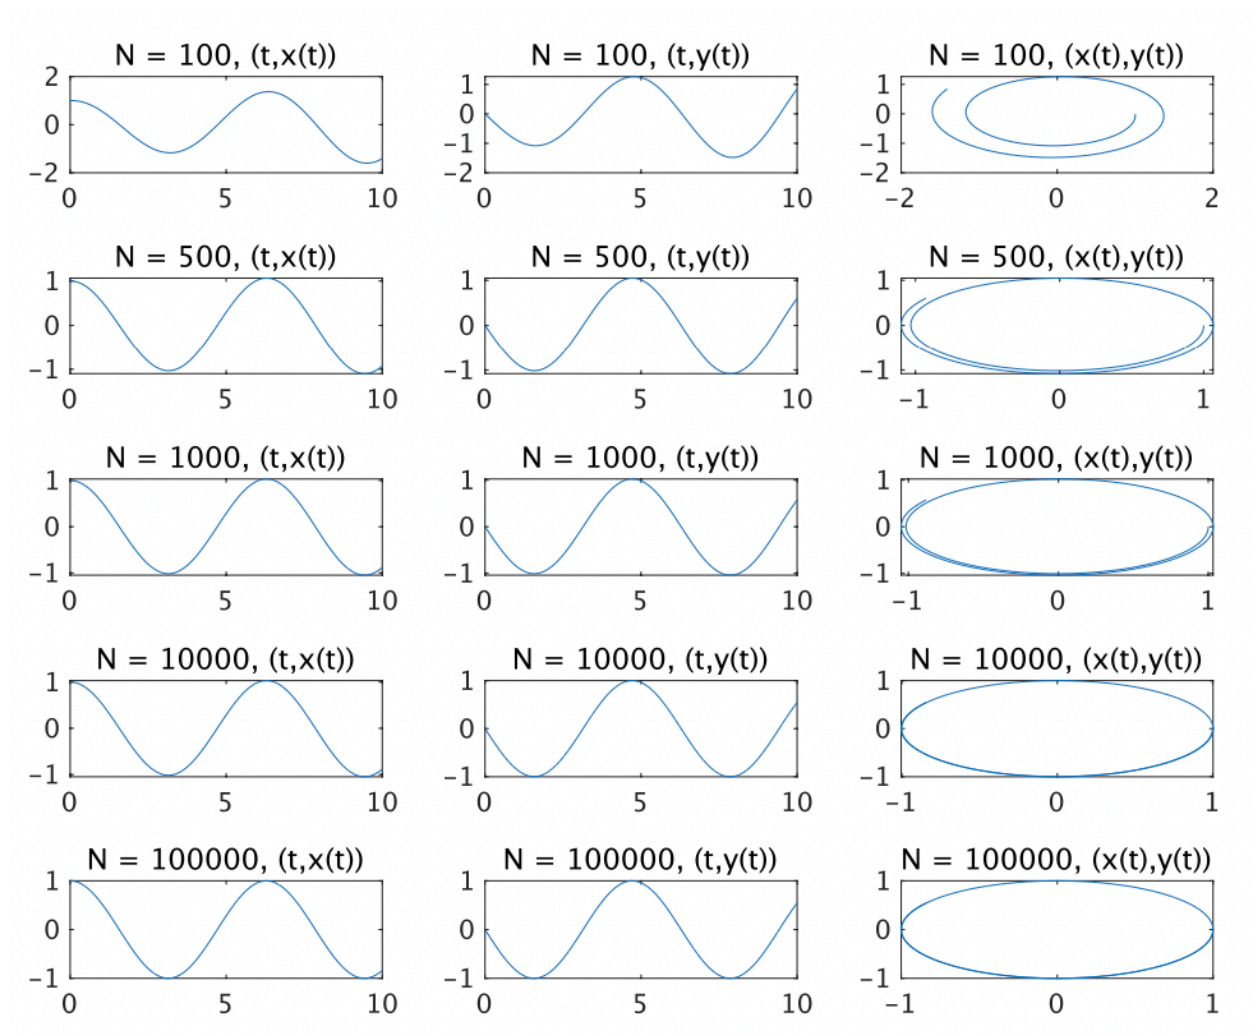 N = 100, (t,x(t)) N = 100, (t,y(t)) N = 100, (x(t),y(t))
2 1 1
0 0 0
−1 −1
−2 −2 −2
0 5 10 0 5 10 −2 0 2
N = 500, (t,x(t)) N = 500, (t,y(t)) N = 500, (x(t),y(t))
1 1 1
0 0 0
−1 −1 −1
0 5 10 0 5 10 −1 0 1
N = 1000, (t,x(t)) N = 1000, (t,y(t)) N = 1000, (x(t),y(t))
1 1 1
0 0 0
−1 −1 −1
0 5 10 0 5 10 −1 0 1
N = 10000, (t,x(t)) N = 10000, (t,y(t)) N = 10000, (x(t),y(t))
1 1 1
0 0 0
−1 −1 −1
0 5 10 0 5 10 −1 0 1
N = 100000, (t,x(t)) N = 100000, (t,y(t)) N = 100000, (x(t),y(t))
1 1 1
0 0 0
−1 −1 −1
0 5 10 0 5 10 −1 0 1